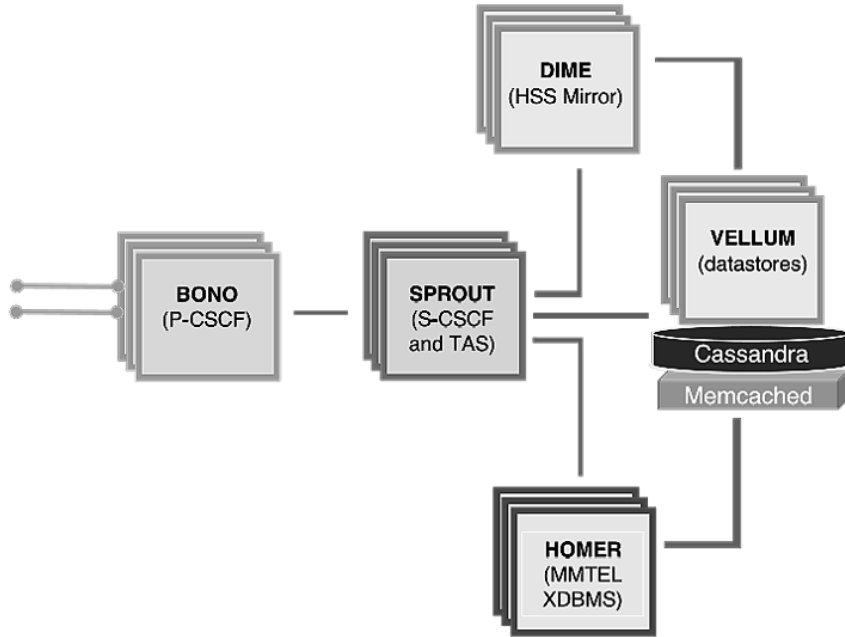 DIME
(HSS Mirror)
BONO
(P-CSCF)
SPROUT
(S-CSCF
and TAS)
VELLUM
(datastores)
Cassandra
Memcached
HOMER
(MMTEL
XDBMS)